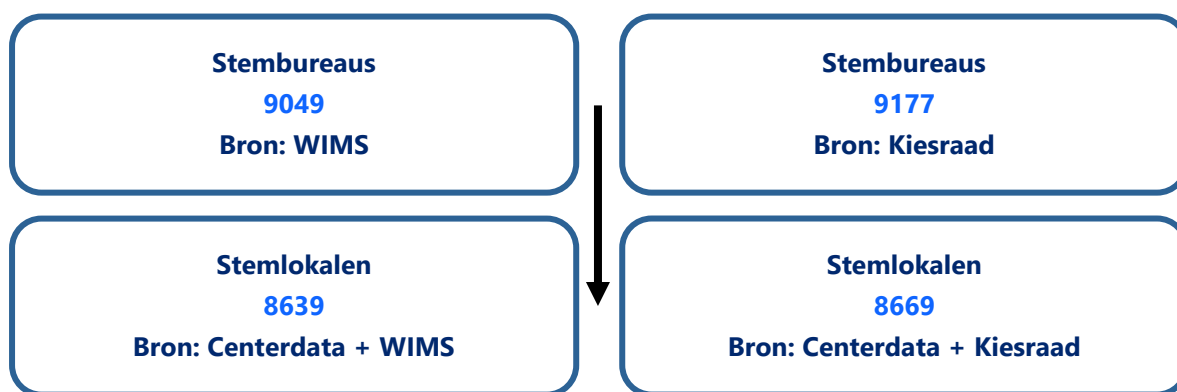 Stembureaus
9049
Bron: WIMS
Stembureaus
9177
Bron: Kiesraad
Stemlokalen
8639
Bron: Centerdata + WIMS
Stemlokalen
8669
Bron: Centerdata + Kiesraad